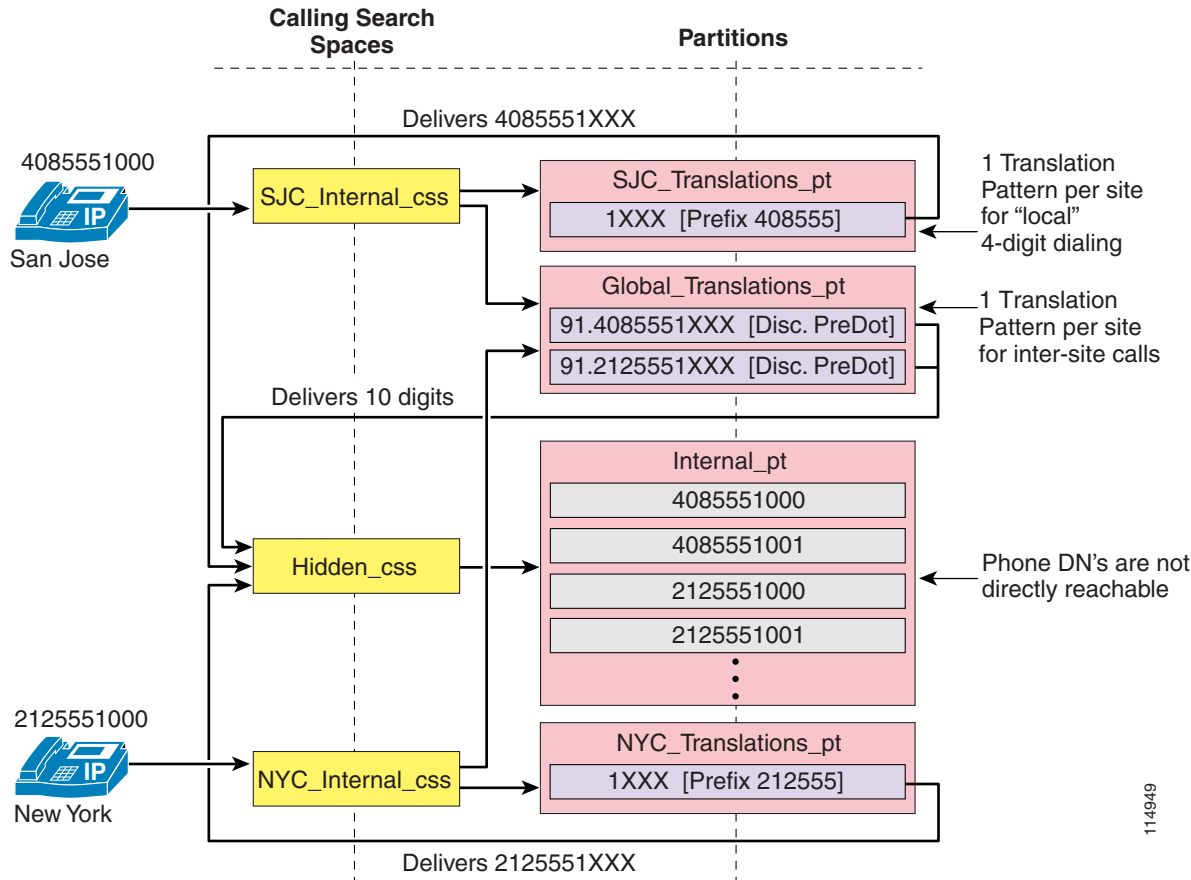 Calling Search
Spaces
Partitions
Delivers 4085551XXX
4085551000
IP
San Jose
SJC_Internal_css
SJC_Translations_pt
1XXX [Prefix 408555]
1 Translation
Pattern per site
for “local”
4-digit dialing
Global_Translations_pt
91.4085551XXX [Disc. PreDot]
91.2125551XXX [Disc. PreDot]
1 Translation
Pattern per site
for inter-site calls
Delivers 10 digits
Internal_pt
4085551000
4085551001
2125551000
2125551001
Hidden_css
Phone DN's are not
directly reachable
2125551000
IP
New York
NYC_Internal_css
NYC_Translations_pt
1XXX [Prefix 212555]
Delivers 2125551XXX
114949